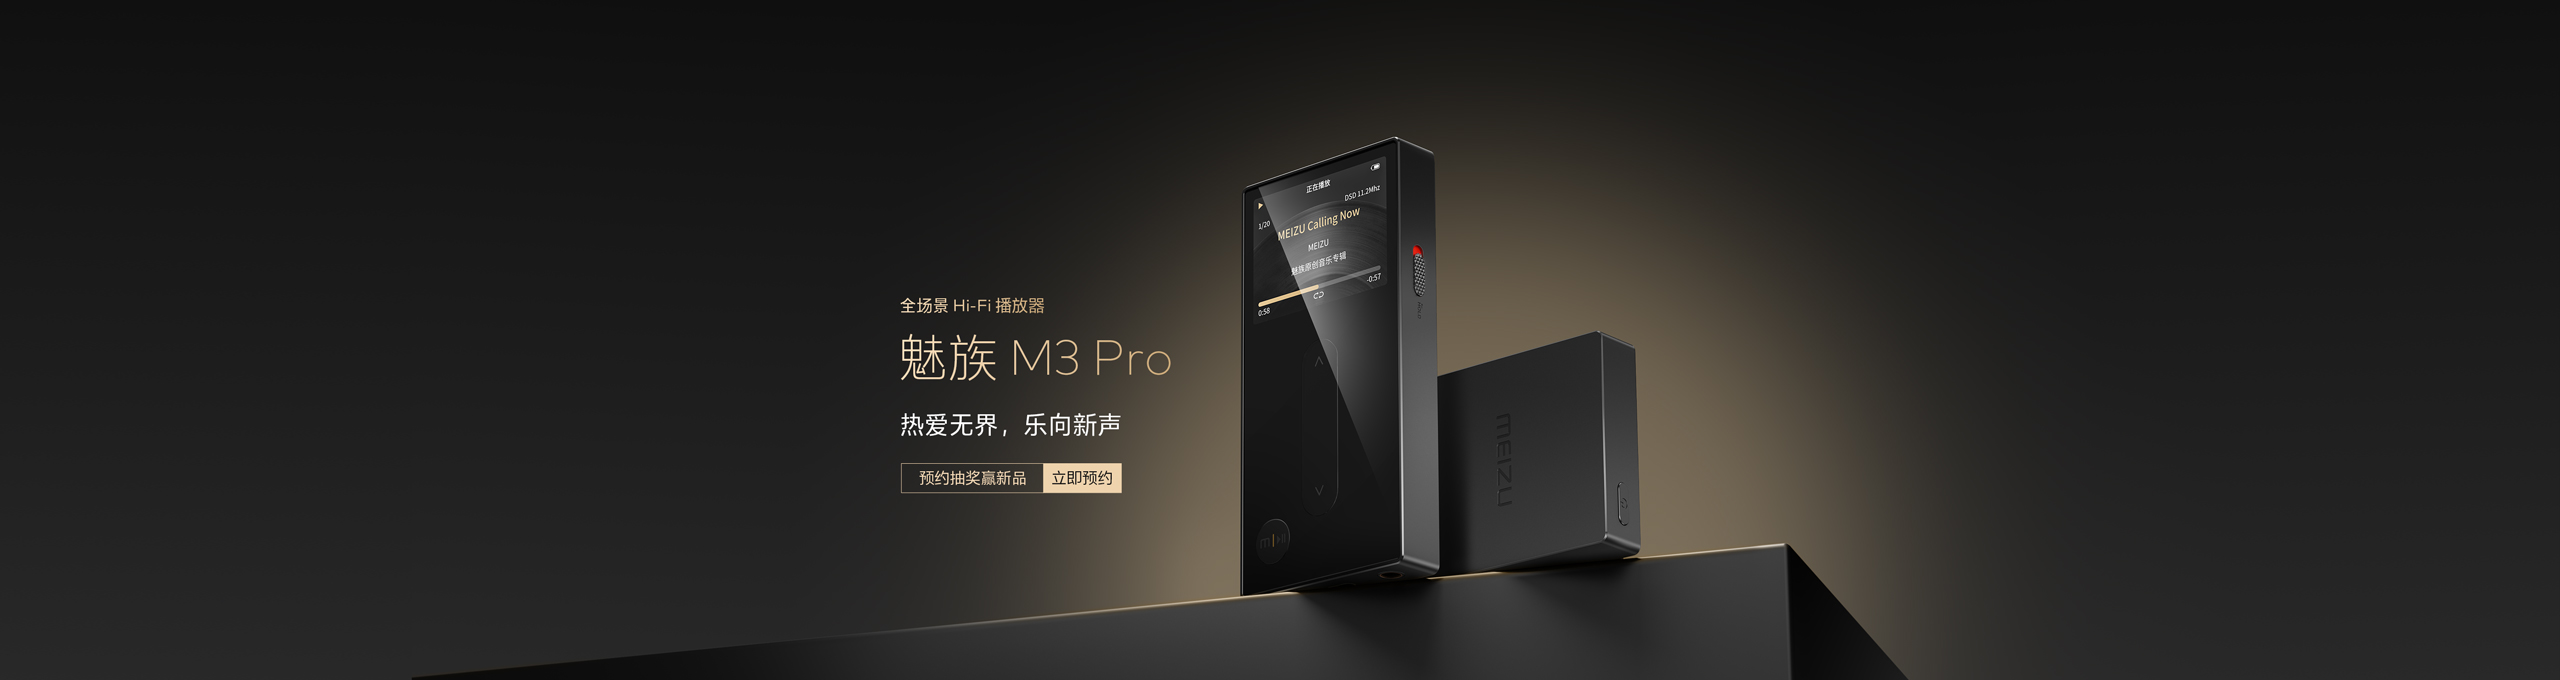 全场景 Hi-Fi 播放器
魅族 M3 Pro
热爱无界，乐向新声
预约抽奖赢新品 立即预约
正在播放
DSD 11.2Mhz
1/20
MEIZU Calling Now
MEIZU
魅族原创音乐专辑
0:58
-0:57
MEIZU